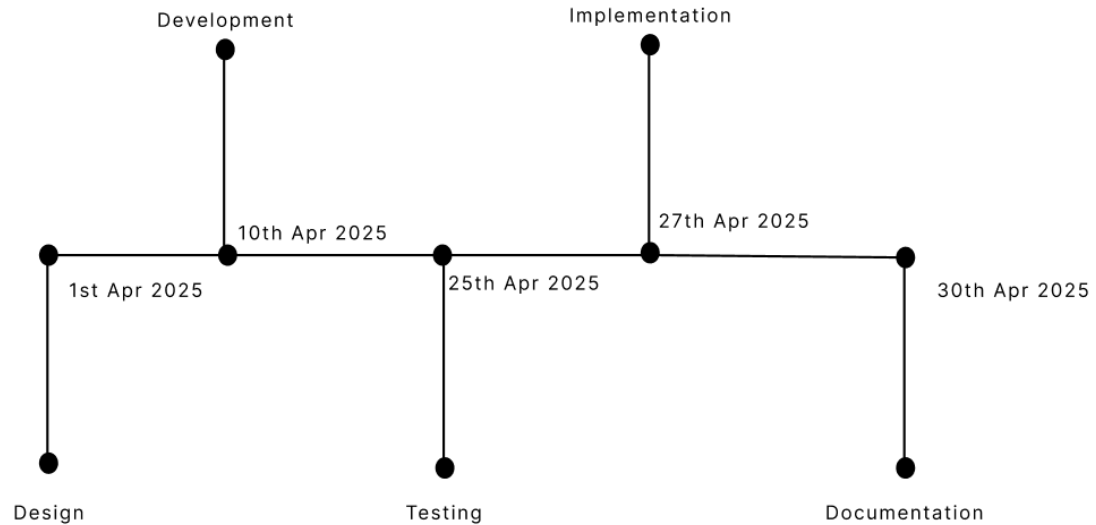 Development
Implementation
10th Apr 2025
27th Apr 2025
1st Apr 2025
25th Apr 2025
30th Apr 2025
Design
Testing
Documentation